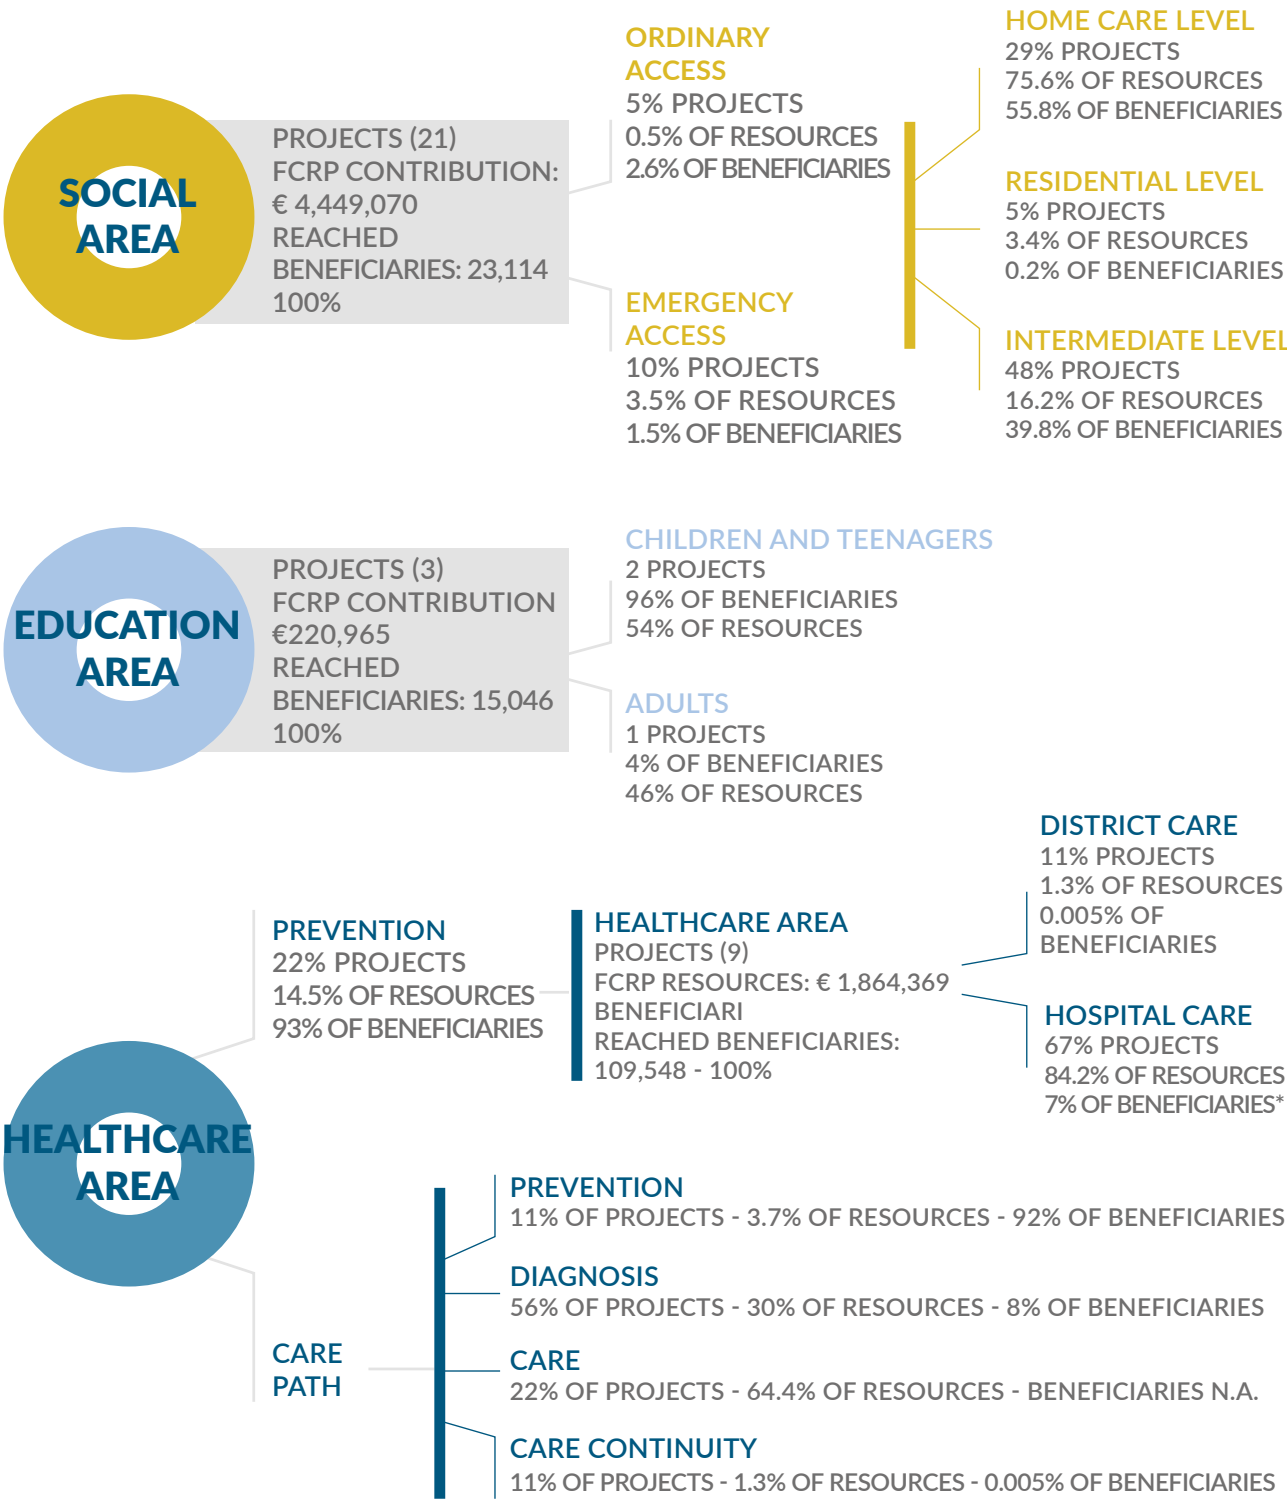 SOCIAL
AREA
PROJECTS (21)
FCRP CONTRIBUTION:
€ 4,449,070
REACHED
BENEFICIARIES: 23,114
100%
ORDINARY
ACCESS
5% PROJECTS
0.5% OF RESOURCES
2.6% OF BENEFICIARIES
EMERGENCY
ACCESS
10% PROJECTS
3.5% OF RESOURCES
1.5% OF BENEFICIARIES
HOME CARE LEVEL
29% PROJECTS
75.6% OF RESOURCES
55.8% OF BENEFICIARIES
RESIDENTIAL LEVEL
5% PROJECTS
3.4% OF RESOURCES
0.2% OF BENEFICIARIES
INTERMEDIATE LEVEL
48% PROJECTS
16.2% OF RESOURCES
39.8% OF BENEFICIARIES
EDUCATION
AREA
PROJECTS (3)
FCRP CONTRIBUTION
€220,965
REACHED
BENEFICIARIES: 15,046
100%
CHILDREN AND TEENAGERS
2 PROJECTS
96% OF BENEFICIARIES
54% OF RESOURCES
ADULTS
1 PROJECTS
4% OF BENEFICIARIES
46% OF RESOURCES
HEALTHCARE
AREA
PREVENTION
22% PROJECTS
14.5% OF RESOURCES
93% OF BENEFICIARIES
HEALTHCARE AREA
PROJECTS (9)
FCRP RESOURCES: € 1,864,369
BENEFICIARI
REACHED BENEFICIARIES:
109,548 - 100%
DISTRICT CARE
11% PROJECTS
1.3% OF RESOURCES
0.005% OF
BENEFICIARIES
HOSPITAL CARE
67% PROJECTS
84.2% OF RESOURCES
7% OF BENEFICIARIES*
CARE
PATH
PREVENTION
11% OF PROJECTS - 3.7% OF RESOURCES - 92% OF BENEFICIARIES
DIAGNOSIS
56% OF PROJECTS - 30% OF RESOURCES - 8% OF BENEFICIARIES
CARE
22% OF PROJECTS - 64.4% OF RESOURCES - BENEFICIARIES N.A.
CARE CONTINUITY
11% OF PROJECTS - 1.3% OF RESOURCES - 0.005% OF BENEFICIARIES